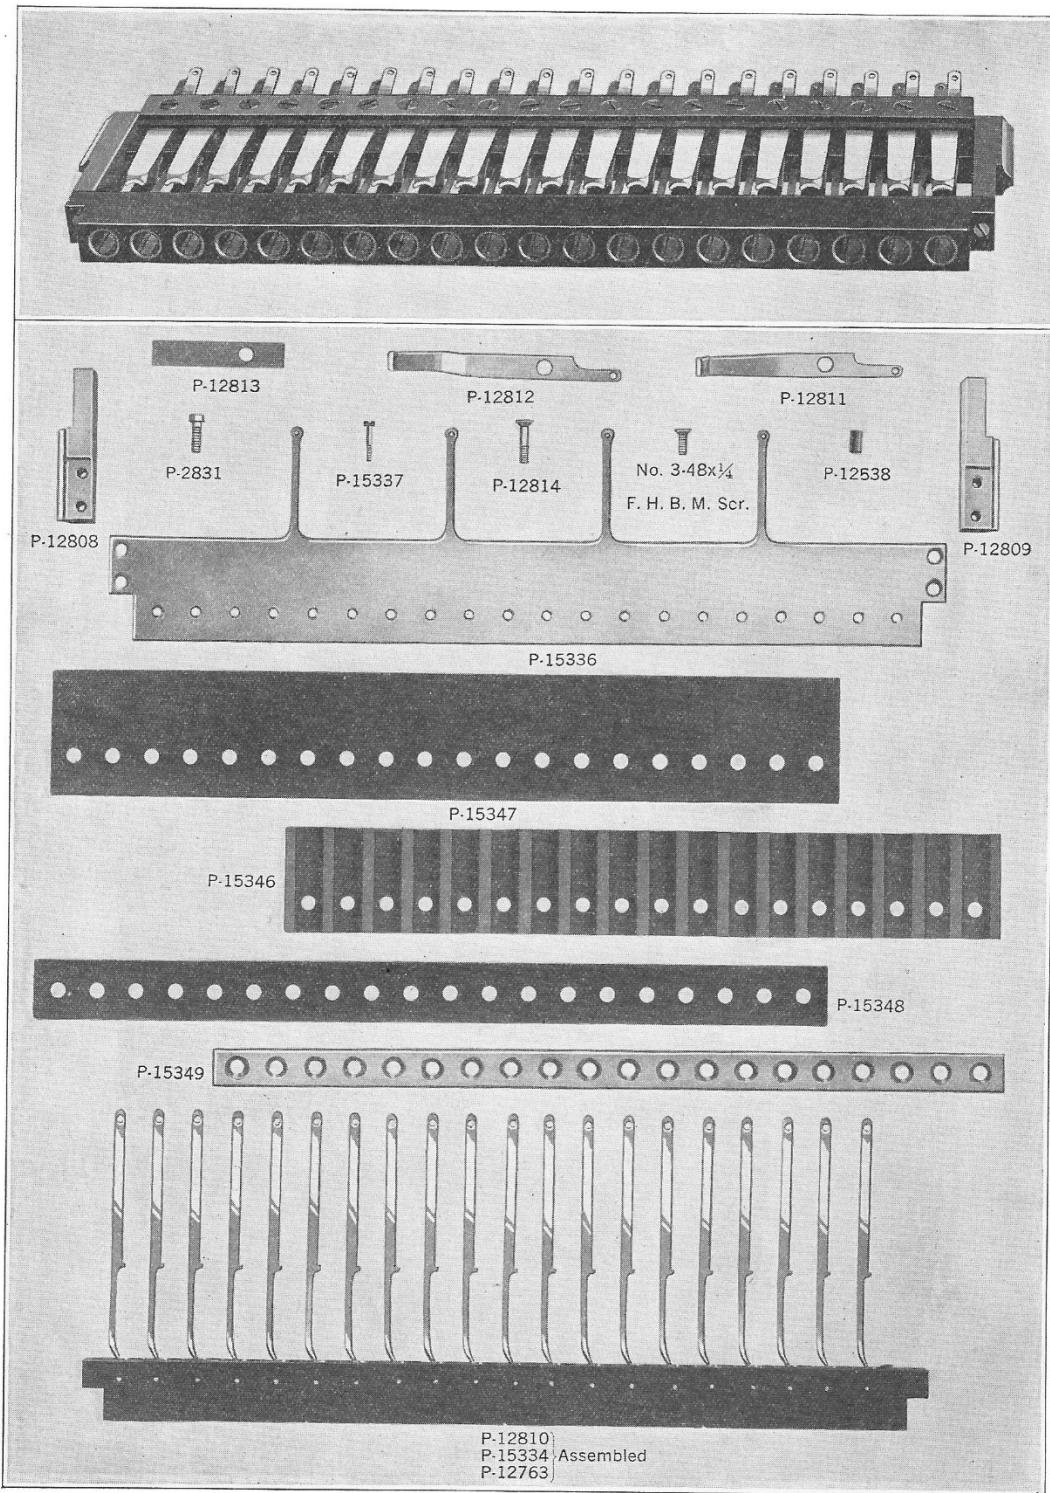 P-12813
P-12812
P-12811
P-2831
P-15337
P-12814
No. 3-48x¼
F. H. B. M. Scr.
P-12538
P-12808
P-12809
P-15336
P-15347
P-15346
P-15348
P-15349
P-12810
P-15334 Assembled
P-12763